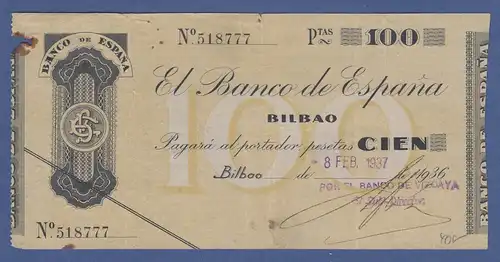 Nº 518777 PTAS 100
BANCO DE ESPAÑA
El Banco de España
BILBAO
100
Pagará al portador pesetas CIEN
- 8 FEB. 1937
Bilbao de de 1936
POR EL BANCO DE VIZCAYA
Nº 518777
BANCO DE ESPAÑA